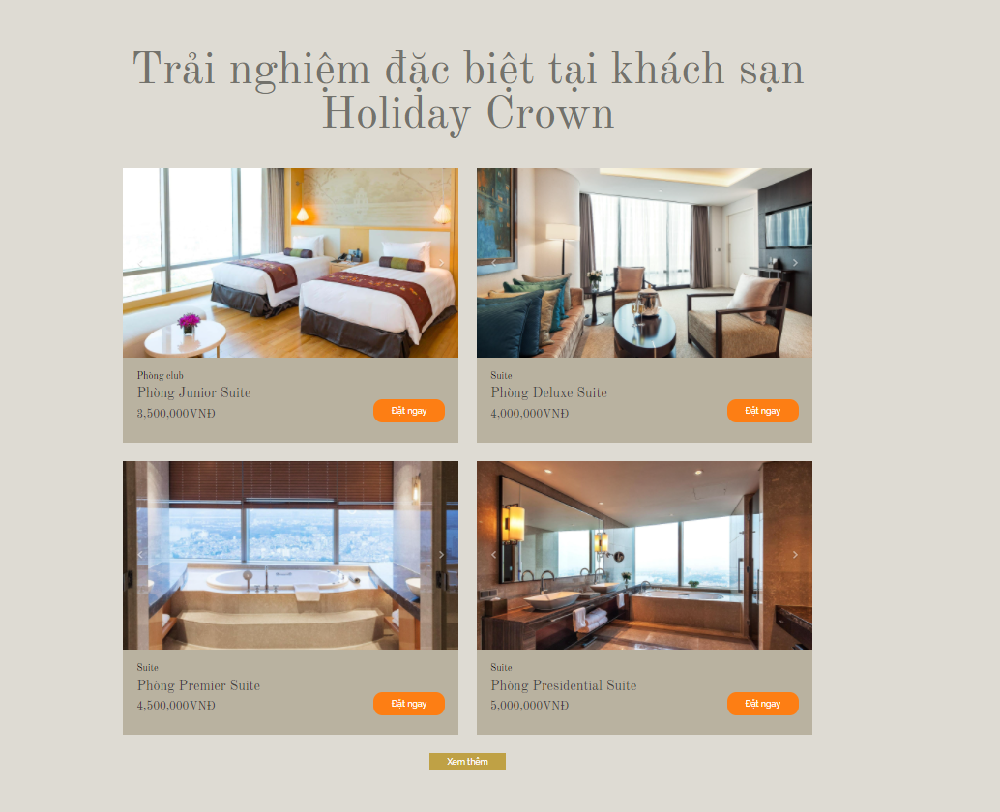 Trải nghiệm đặc biệt tại khách sạn
Holiday Crown
Phòng club
Phòng Junior Suite
3,500,000VNĐ
Đặt ngay
Suite
Phòng Deluxe Suite
4,000,000VNĐ
Đặt ngay
Suite
Phòng Premier Suite
4,500,000VNĐ
Đặt ngay
Suite
Phòng Presidential Suite
5,000,000VNĐ
Đặt ngay
Xem thêm